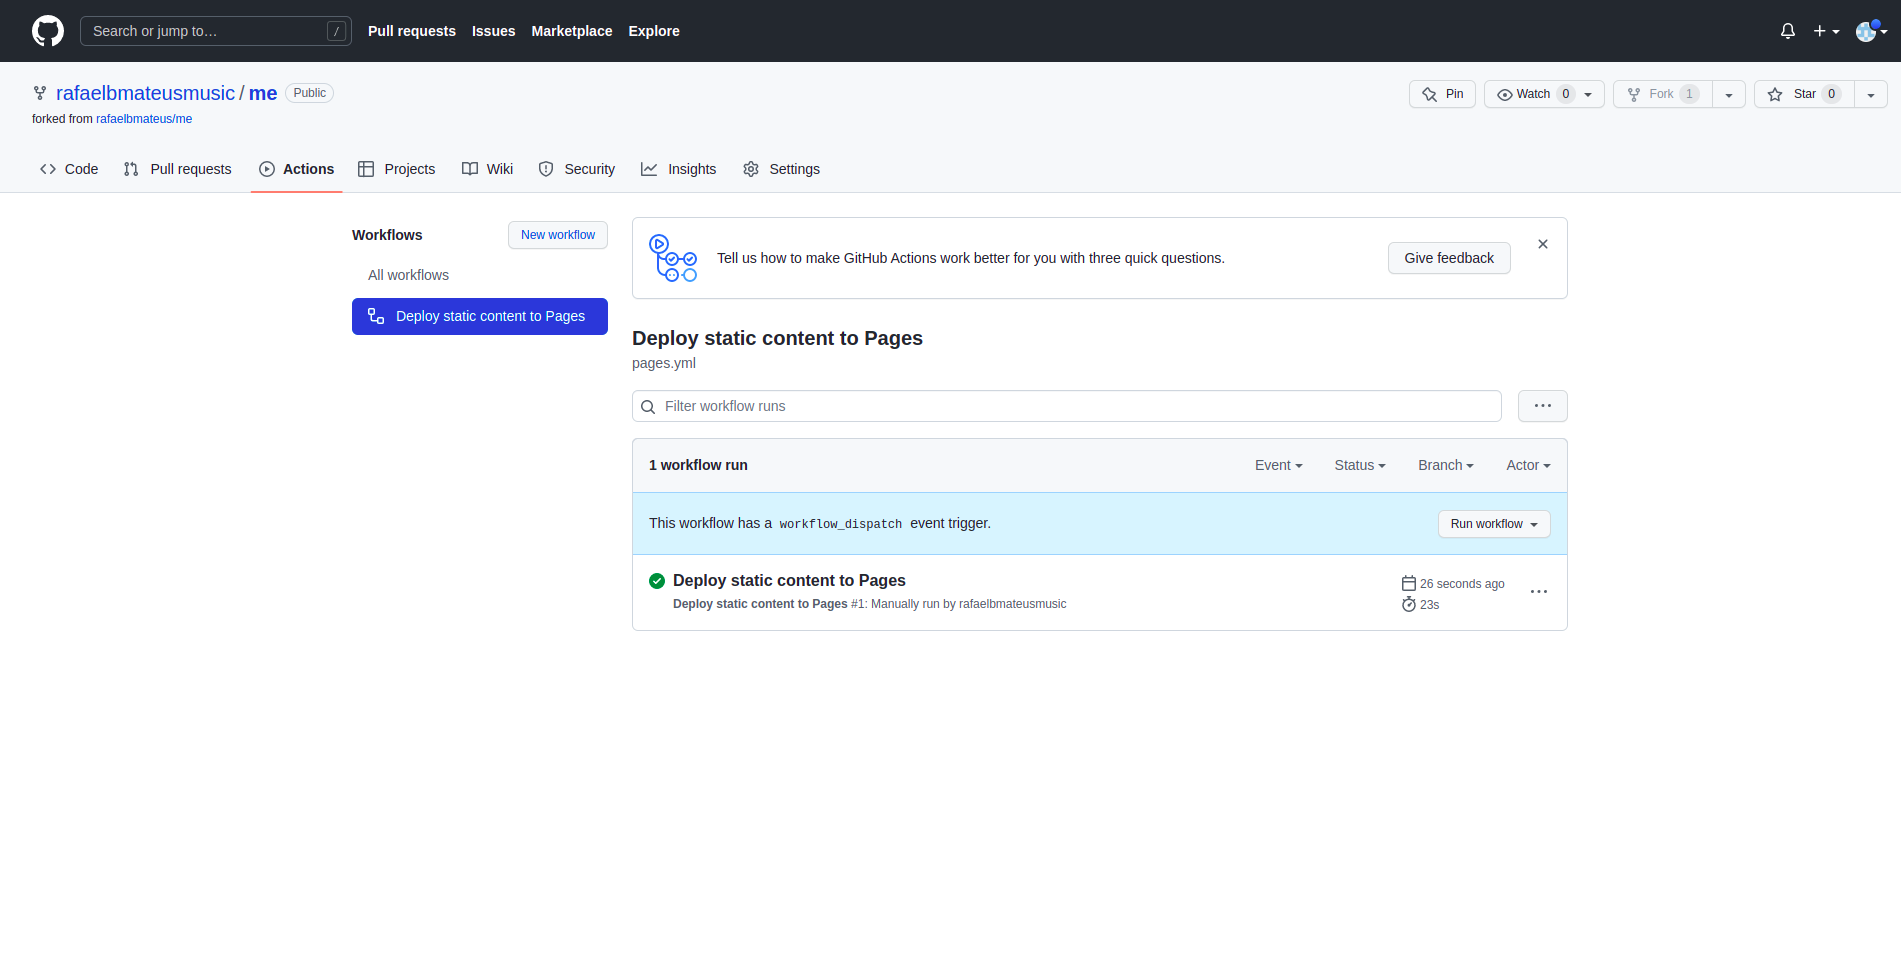 Search or jump to… /
Pull requests Issues Marketplace Explore
rafaelbmateusmusic / me Public
forked from rafaelbmateus/me
Pin
Watch 0
Fork 1
Star 0
Code
Pull requests
Actions
Projects
Wiki
Security
Insights
Settings
Workflows
New workflow
All workflows
Deploy static content to Pages
Tell us how to make GitHub Actions work better for you with three quick questions.
Give feedback
Deploy static content to Pages
pages.yml
Filter workflow runs
1 workflow run
Event Status Branch Actor
This workflow has a workflow_dispatch event trigger.
Run workflow
Deploy static content to Pages
Deploy static content to Pages #1: Manually run by rafaelbmateusmusic
26 seconds ago
23s